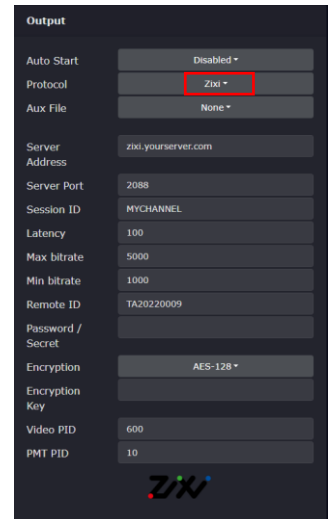 Output
Auto Start Disabled
Protocol Zixi
Aux File None
Server Address zixi.yourserver.com
Server Port 2088
Session ID MYCHANNEL
Latency 100
Max bitrate 5000
Min bitrate 1000
Remote ID TA20220009
Password / Secret
Encryption AES-128
Encryption Key
Video PID 600
PMT PID 10
Zixi